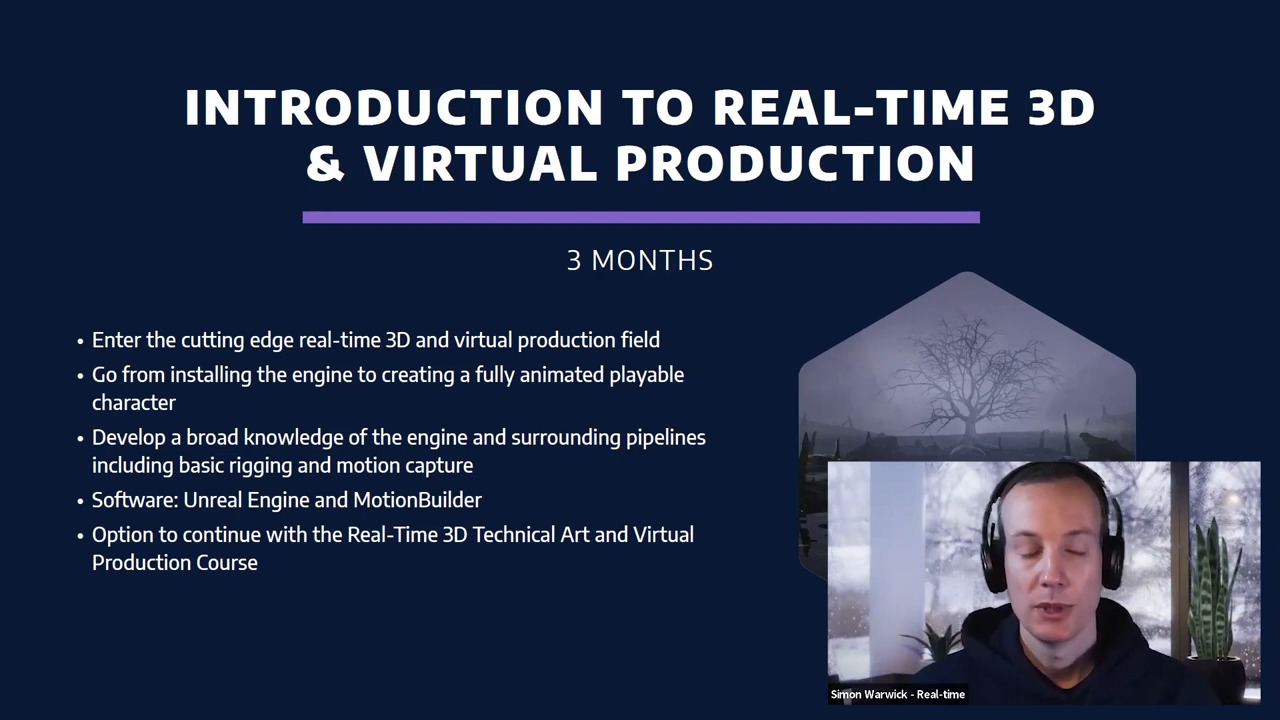 INTRODUCTION TO REAL-TIME 3D
& VIRTUAL PRODUCTION
3 MONTHS
• Enter the cutting edge real-time 3D and virtual production field
• Go from installing the engine to creating a fully animated playable
character
• Develop a broad knowledge of the engine and surrounding pipelines
including basic rigging and motion capture
• Software: Unreal Engine and MotionBuilder
• Option to continue with the Real-Time 3D Technical Art and Virtual
Production Course
Simon Warwick - Real-time